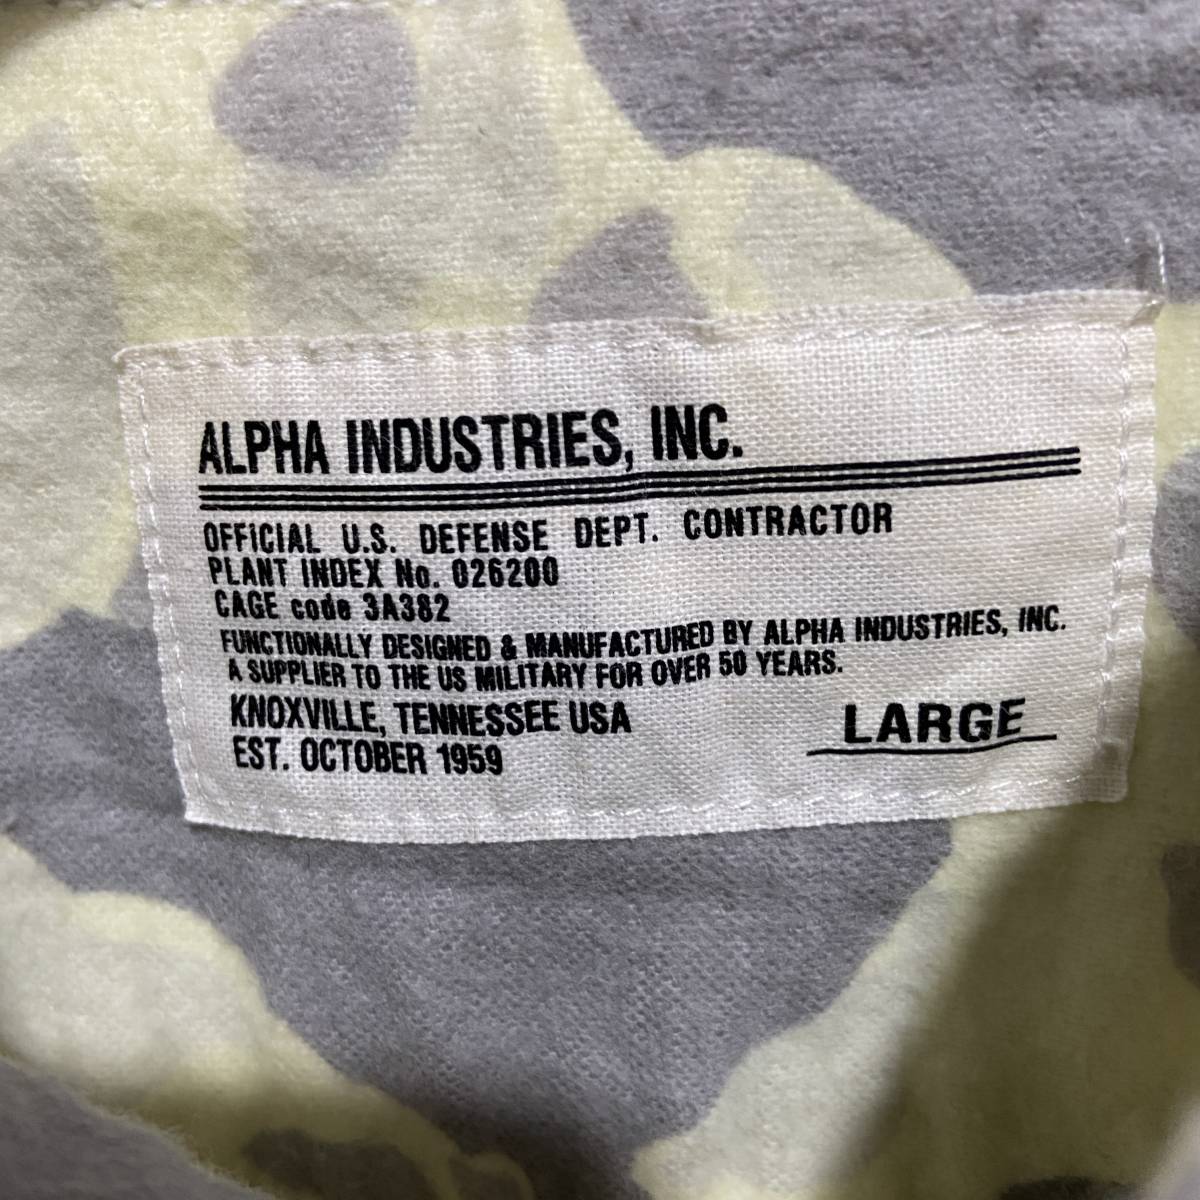 ALPHA INDUSTRIES, INC.
OFFICIAL U.S. DEFENSE DEPT. CONTRACTOR
PLANT INDEX No. 026200
CAGE code 3A382
FUNCTIONALLY DESIGNED & MANUFACTURED BY ALPHA INDUSTRIES, INC.
A SUPPLIER TO THE US MILITARY FOR OVER 50 YEARS.
KNOXVILLE, TENNESSEE USA
EST. OCTOBER 1959
LARGE